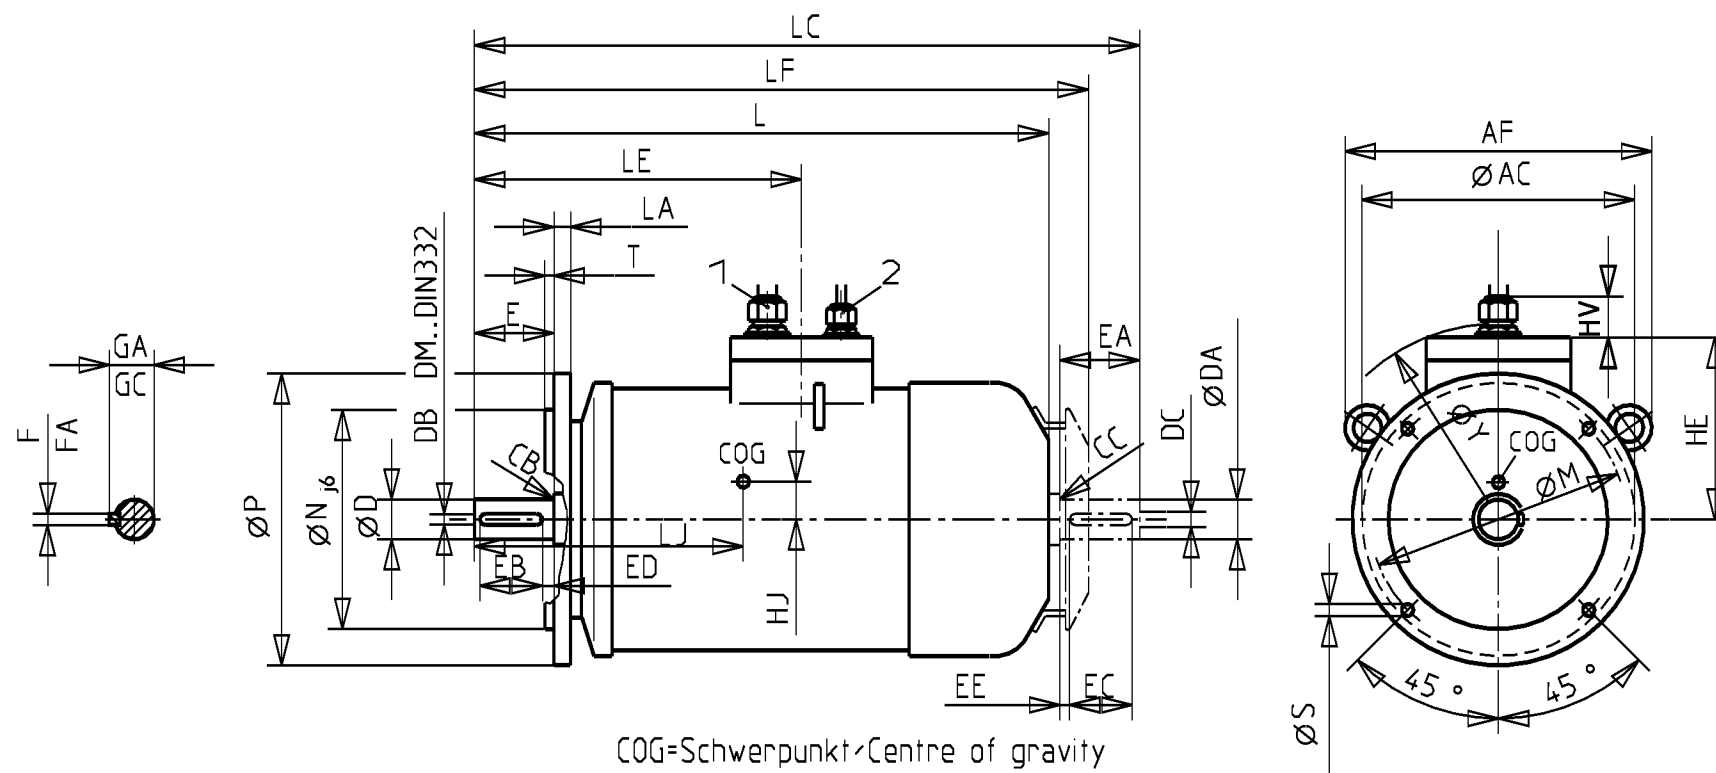 LC
LF
L
LE
LA
T
E
DM..DIN332
DB
1
2
EA
ØDA
DC
CC
GA
GC
F
FA
ØP
ØN j6
ØD
CB
COG
LJ
EB
ED
HJ
EE
EC
AF
ØAC
HV
HE
ØY
COG
ØM
ØS
45°
45°
COG=Schwerpunkt/Centre of gravity